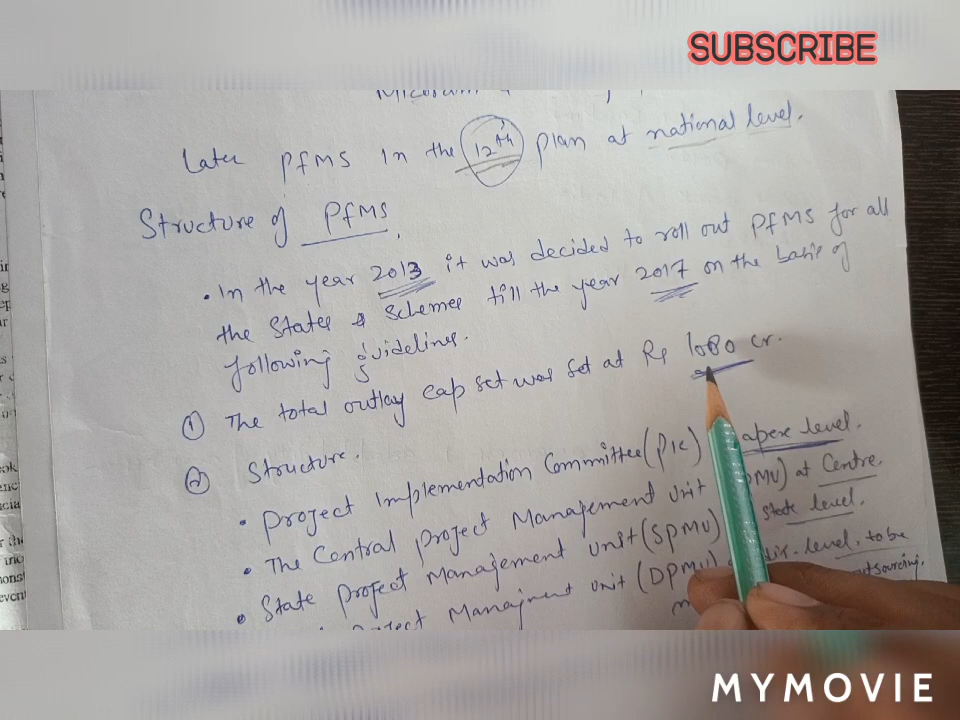 SUBSCRIBE
Later PFMS in the 12th plan at national level.
Structure of PFMS.
• In the year 2013 it was decided to roll out PFMS for all
the States & Schemes till the year 2017 on the basis of
following guidelines.
① The total outlay cap set was set at Rs 1080 cr.
② Structure.
• Project Implementation Committee (PIC) apex level.
• The Central Project Management Unit PMU) at Centre.
• State Project Management Unit (SPMU) state level.
Project Manajment Unit (DPMU) level, to be
outsourcing.
MYMOVIE